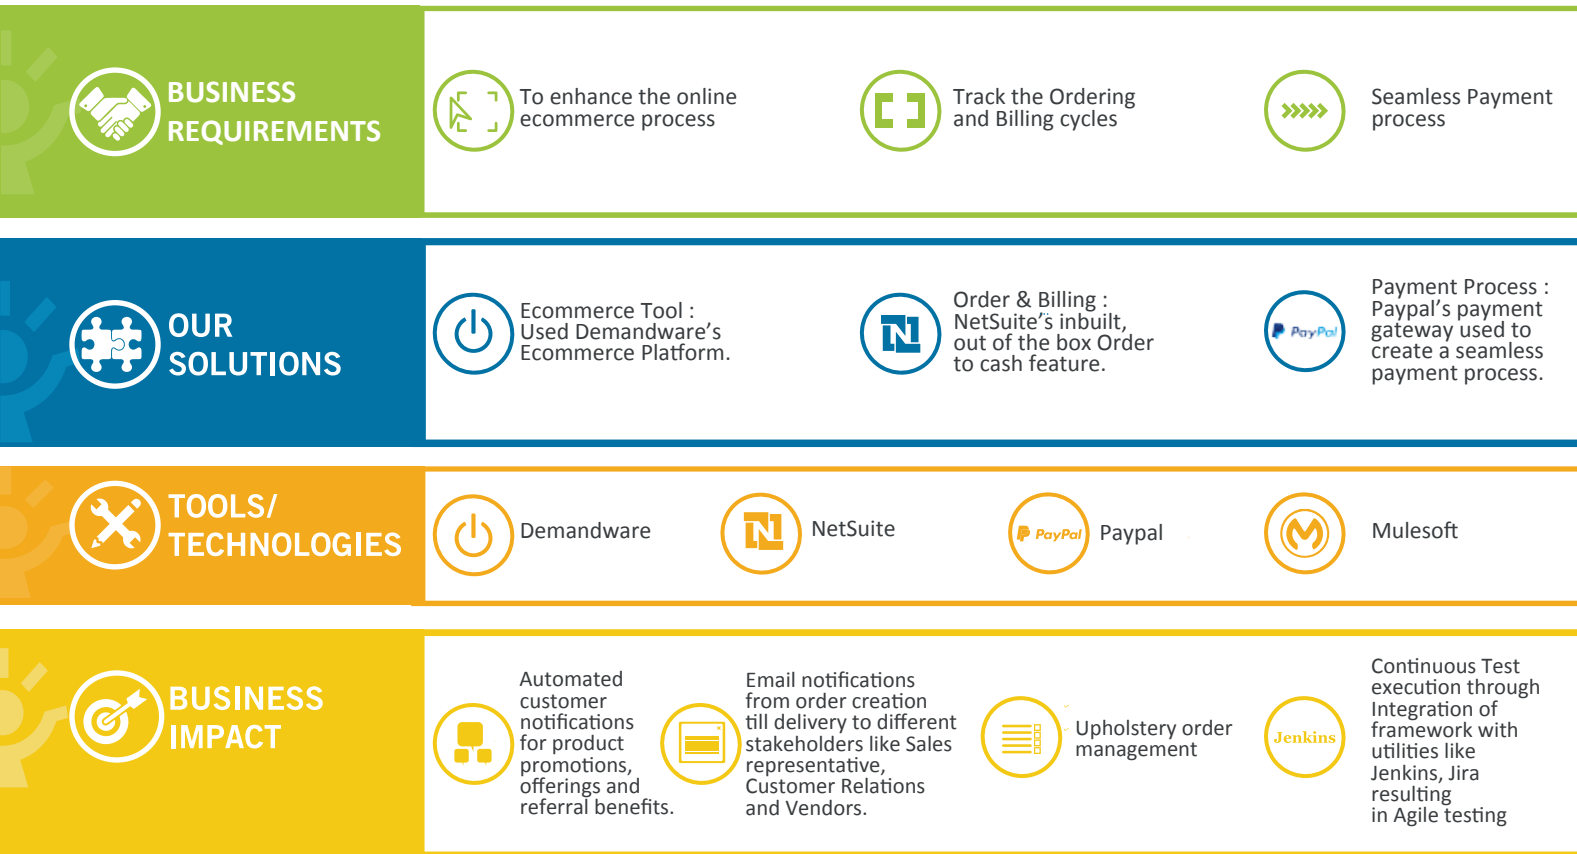 BUSINESS
REQUIREMENTS
To enhance the online
ecommerce process
Track the Ordering
and Billing cycles
Seamless Payment
process
OUR
SOLUTIONS
Ecommerce Tool :
Used Demandware's
Ecommerce Platform.
N
Order & Billing :
NetSuite's inbuilt,
out of the box Order
to cash feature.
PayPal
Payment Process :
Paypal's payment
gateway used to
create a seamless
payment process.
TOOLS/
TECHNOLOGIES
Demandware
N
NetSuite
PayPal
Paypal
Mulesoft
BUSINESS
IMPACT
Automated
customer
notifications
for product
promotions,
offerings and
referral benefits.
Email notifications
from order creation
till delivery to different
stakeholders like Sales
representative,
Customer Relations
and Vendors.
Upholstery order
management
Jenkins
Continuous Test
execution through
Integration of
framework with
utilities like
Jenkins, Jira
resulting
in Agile testing